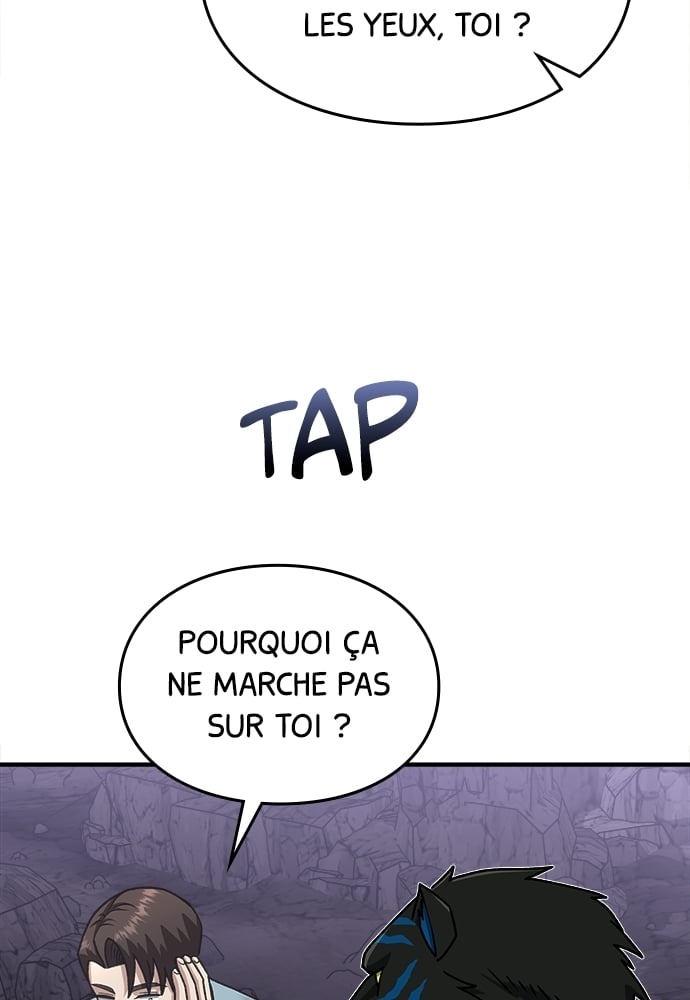 LES YEUX, TOI ?
TAP
POURQUOI ÇA
NE MARCHE PAS
SUR TOI ?